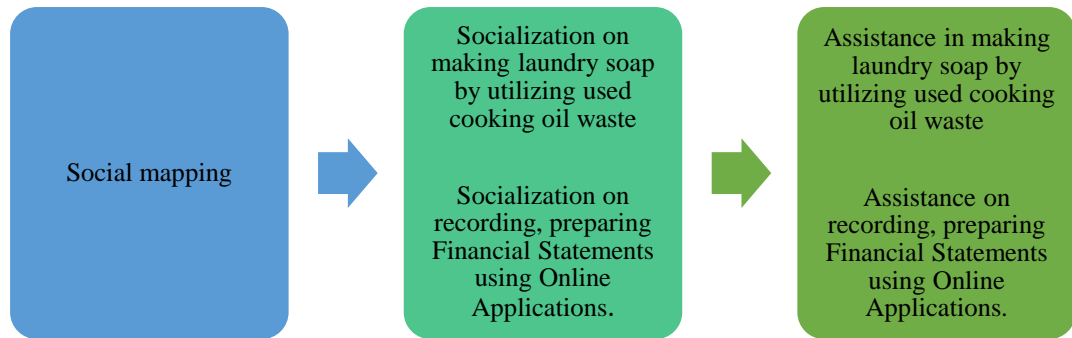 Social mapping
Socialization on
making laundry soap
by utilizing used
cooking oil waste
Socialization on
recording, preparing
Financial Statements
using Online
Applications.
Assistance in making
laundry soap by
utilizing used cooking
oil waste
Assistance on
recording, preparing
Financial Statements
using Online
Applications.